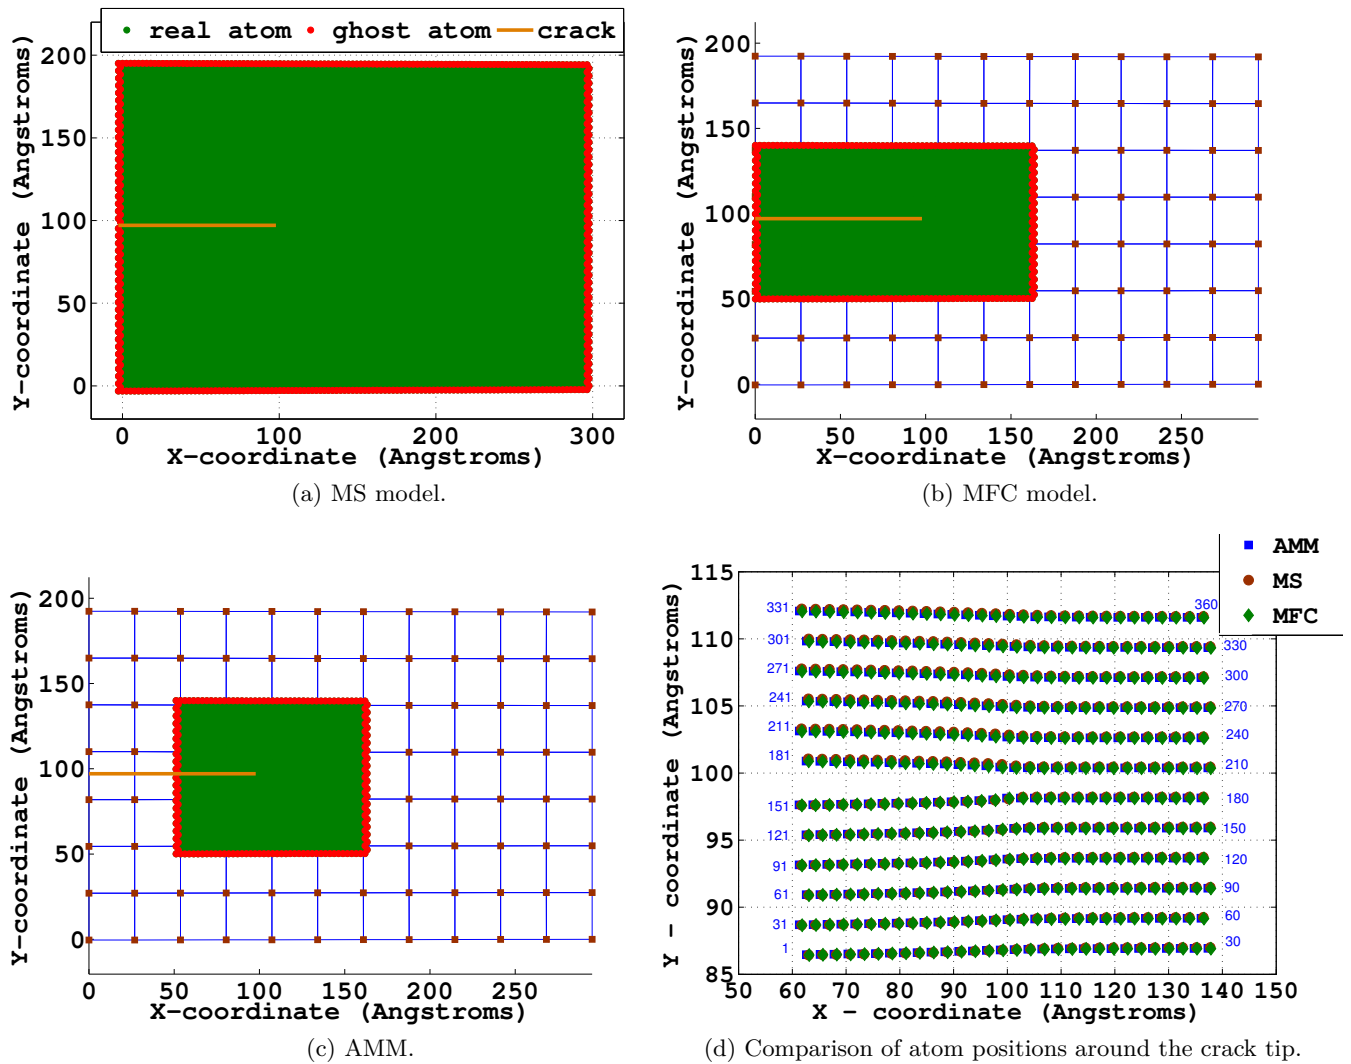 real atom ghost atom crack
200
150
100
50
0
Y-coordinate (Angstroms)
0 100 200 300
X-coordinate (Angstroms)
(a) MS model.
200
150
100
50
0
Y-coordinate (Angstroms)
0 50 100 150 200 250
X-coordinate (Angstroms)
(b) MFC model.
200
150
100
50
0
Y-coordinate (Angstroms)
0 50 100 150 200 250
X-coordinate (Angstroms)
(c) AMM.
AMM
MS
MFC
115
110
105
100
95
90
85
Y - coordinate (Angstroms)
331 360
301 330
271 300
241 270
211 240
181 210
151 180
121 150
91 120
61 90
31 60
1 30
50 60 70 80 90 100 110 120 130 140 150
X - coordinate (Angstroms)
(d) Comparison of atom positions around the crack tip.